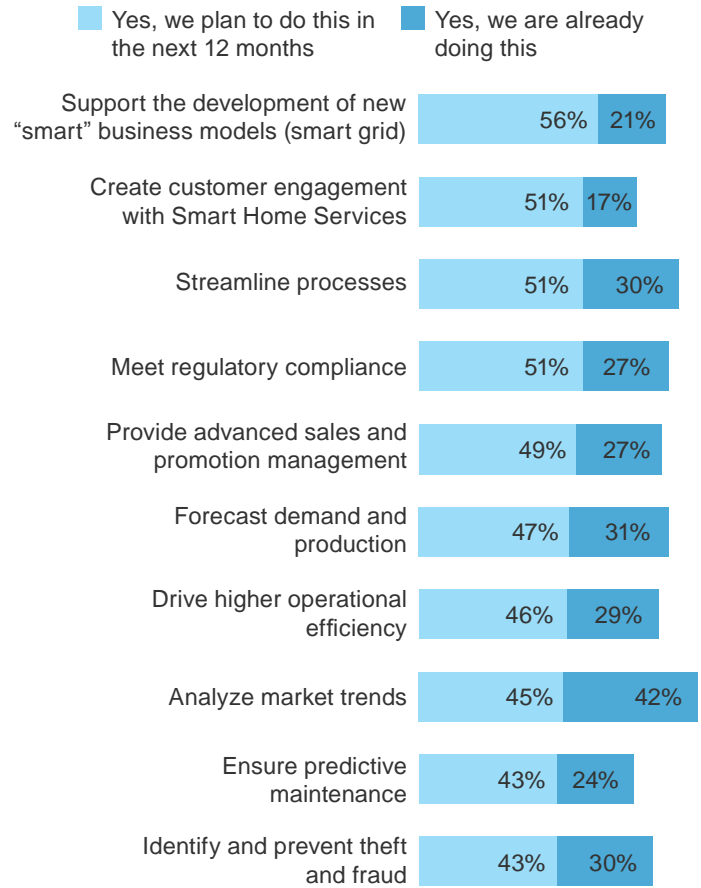 Yes, we plan to do this in
the next 12 months
Yes, we are already
doing this
Support the development of new
“smart” business models (smart grid)
56% 21%
Create customer engagement
with Smart Home Services
51% 17%
Streamline processes
51% 30%
Meet regulatory compliance
51% 27%
Provide advanced sales and
promotion management
49% 27%
Forecast demand and
production
47% 31%
Drive higher operational
efficiency
46% 29%
Analyze market trends
45% 42%
Ensure predictive
maintenance
43% 24%
Identify and prevent theft
and fraud
43% 30%